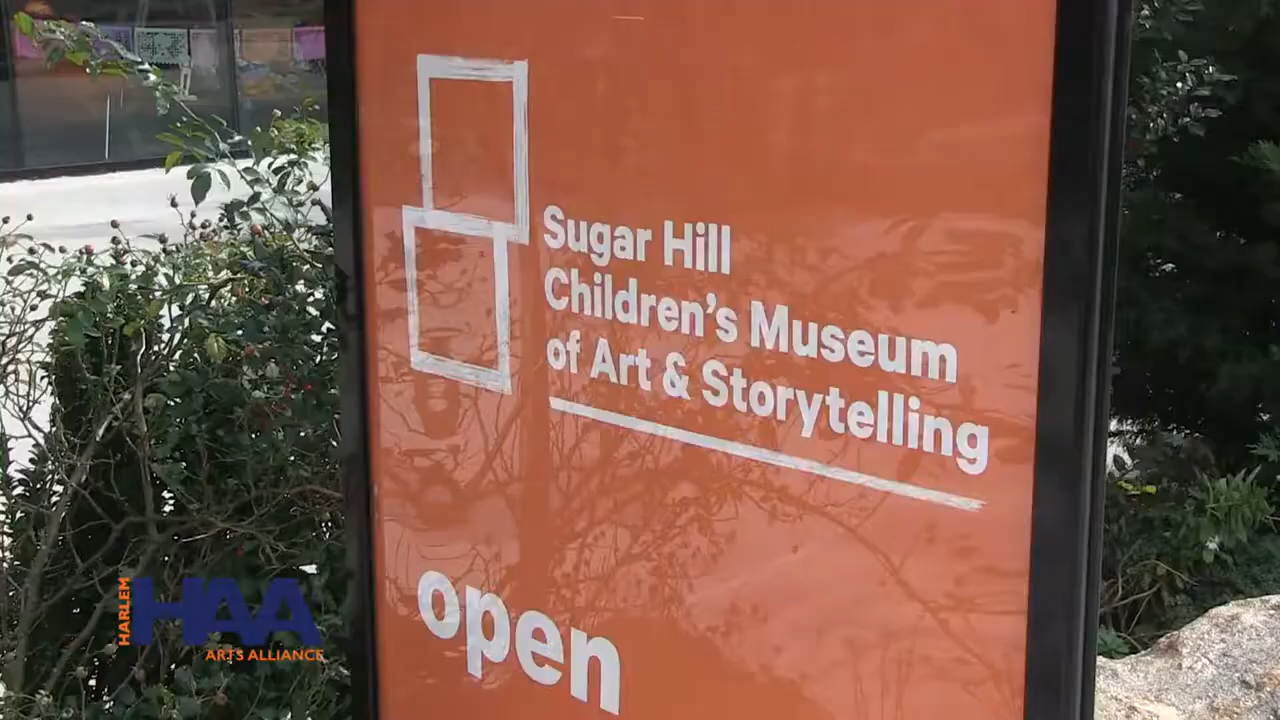 Sugar Hill
Children's Museum
of Art & Storytelling
open
HARLEM
HAA
ARTS ALLIANCE